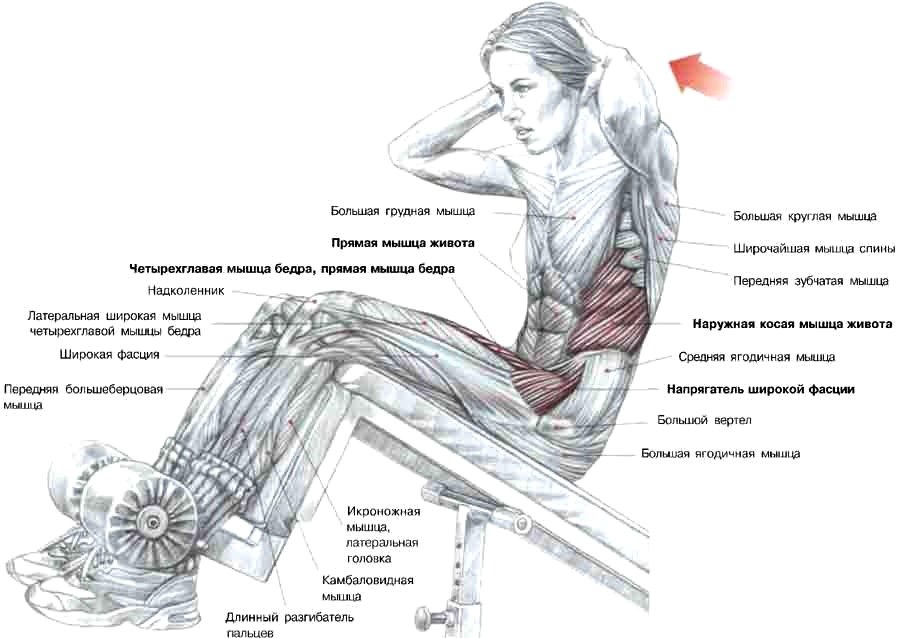 Большая грудная мышца
Прямая мышца живота
Четырехглавая мышца бедра, прямая мышца бедра
Надколенник
Латеральная широкая мышца
четырехглавой мышцы бедра
Широкая фасция
Передняя большеберцовая
мышца
Большая круглая мышца
Широчайшая мышца спины
Передняя зубчатая мышца
Наружная косая мышца живота
Средняя ягодичная мышца
Напрягатель широкой фасции
Большой вертел
Большая ягодичная мышца
Икроножная
мышца,
латеральная
головка
Камбаловидная
мышца
Длинный разгибатель
пальцев